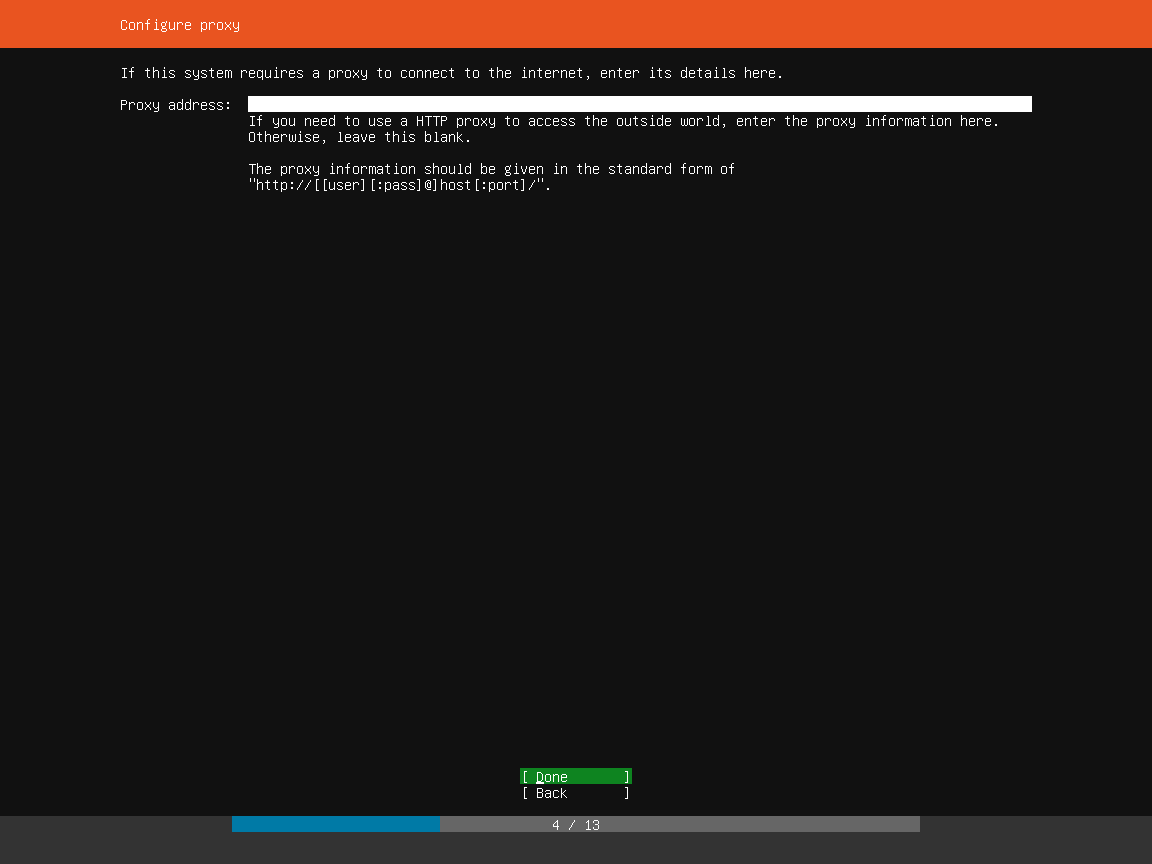 Configure proxy
If this system requires a proxy to connect to the internet, enter its details here.
Proxy address:
If you need to use a HTTP proxy to access the outside world, enter the proxy information here.
Otherwise, leave this blank.
The proxy information should be given in the standard form of
"http://[[user][:pass]@]host[:port]/".
[ Done ]
[ Back ]
4 / 13